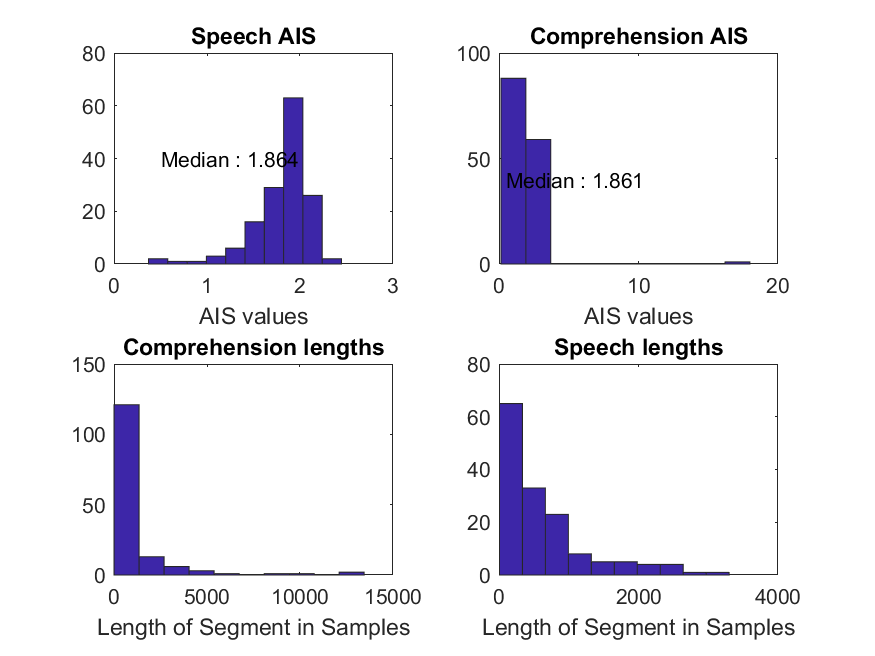 Speech AIS
80
60
40
20
0
Median : 1.864
0 1 2 3
AIS values
Comprehension AIS
100
50
0
Median : 1.861
0 10 20
AIS values
Comprehension lengths
150
100
50
0
0 5000 10000 15000
Length of Segment in Samples
Speech lengths
80
60
40
20
0
0 2000 4000
Length of Segment in Samples